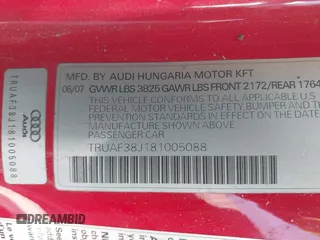 MFD. BY AUDI HUNGARIA MOTOR KFT
06/07 GVWR LBS 3825 GAWR LBS FRONT 2172/REAR 1764
THIS VEHICLE CONFORMS TO ALL APPLICABLE
FEDERAL MOTOR VEHICLE SAFETY, BUMPER, AND
THEFT PREVENTION STANDARDS IN EFFECT ON
DATE OF MANUFACTURE SHOWN ABOVE
PASSENGER CAR
TRUAF38J181005088
TRUAF38J181005088
Audi
DREAMBID